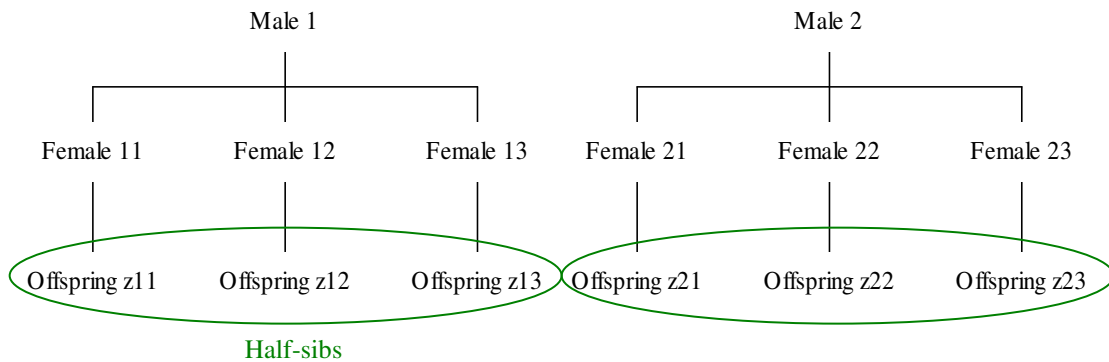 Male 1 Male 2
Female 11 Female 12 Female 13 Female 21 Female 22 Female 23
Offspring z11 Offspring z12 Offspring z13 Offspring z21 Offspring z22 Offspring z23
Half-sibs